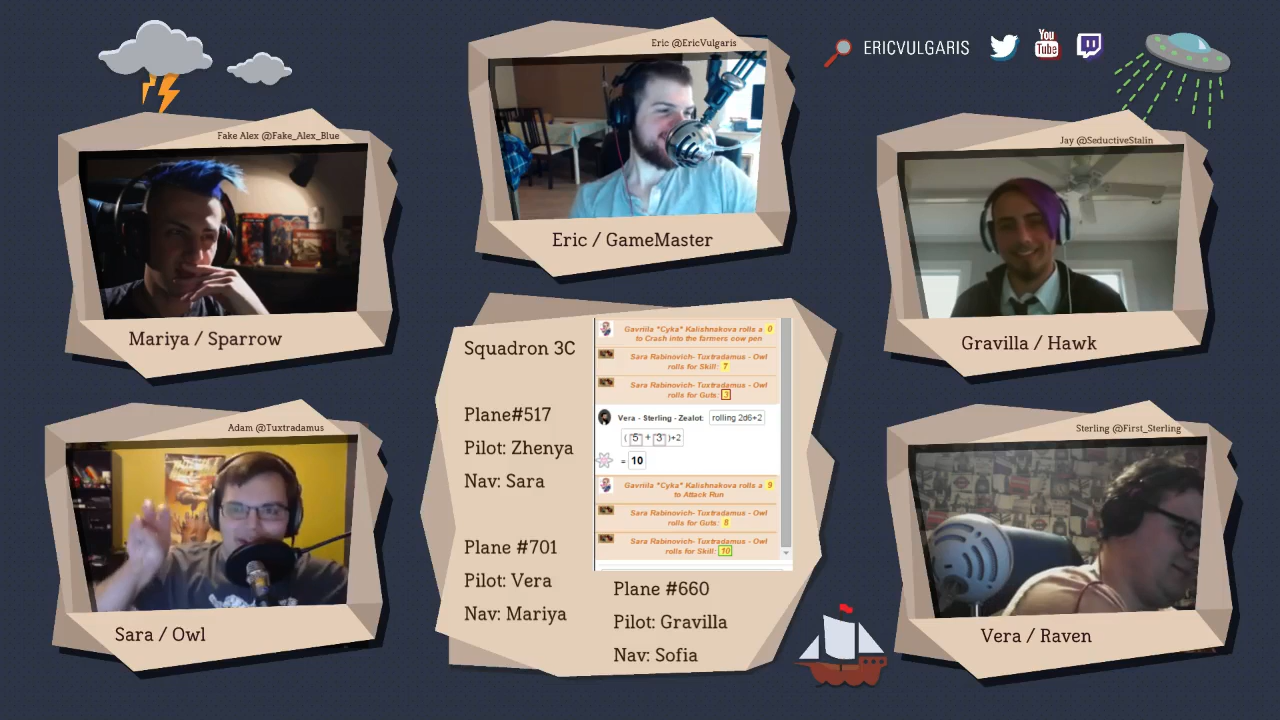 Eric @EricVulgaris
ERICVULGARIS
You
Tube
Fake Alex @Fake_Alex_Blue
Jay @SeductiveStalin
Eric / GameMaster
Mariya / Sparrow
Gravilla / Hawk
Adam @Tuxtradamus
Sterling @First_Sterling
Sara / Owl
Vera / Raven
Squadron 3C
Plane#517
Pilot: Zhenya
Nav: Sara
Plane #701
Pilot: Vera
Nav: Mariya
Gavriila "Cyka" Kalishnakova rolls a 0
to Crash into the farmers cow pen
Sara Rabinovich- Tuxtradamus - Owl
rolls for Skill: 7
Sara Rabinovich- Tuxtradamus - Owl
rolls for Guts: 3
Vera - Sterling - Zealot: rolling 2d6+2
( 5 + 3 )+2
= 10
Gavriila "Cyka" Kalishnakova rolls a 9
to Attack Run
Sara Rabinovich- Tuxtradamus - Owl
rolls for Guts: 8
Sara Rabinovich- Tuxtradamus - Owl
rolls for Skill: 10
Plane #660
Pilot: Gravilla
Nav: Sofia